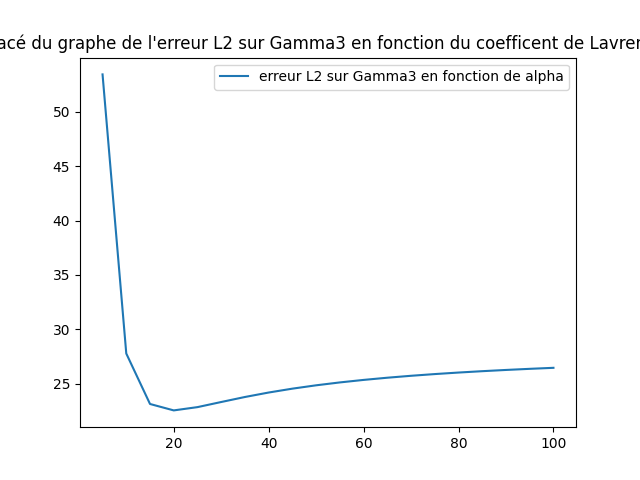 acé du graphe de l'erreur L2 sur Gamma3 en fonction du coefficent de Lavren
erreur L2 sur Gamma3 en fonction de alpha
50
45
40
35
30
25
20 40 60 80 100